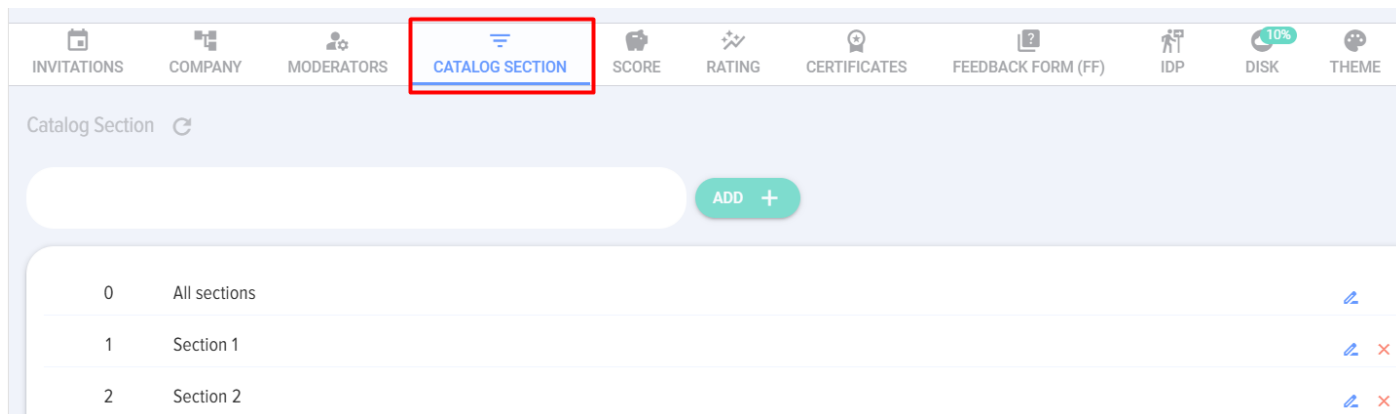 10%
INVITATIONS COMPANY MODERATORS CATALOG SECTION SCORE RATING CERTIFICATES FEEDBACK FORM (FF) IDP DISK THEME
Catalog Section
ADD +
0 All sections
1 Section 1
2 Section 2